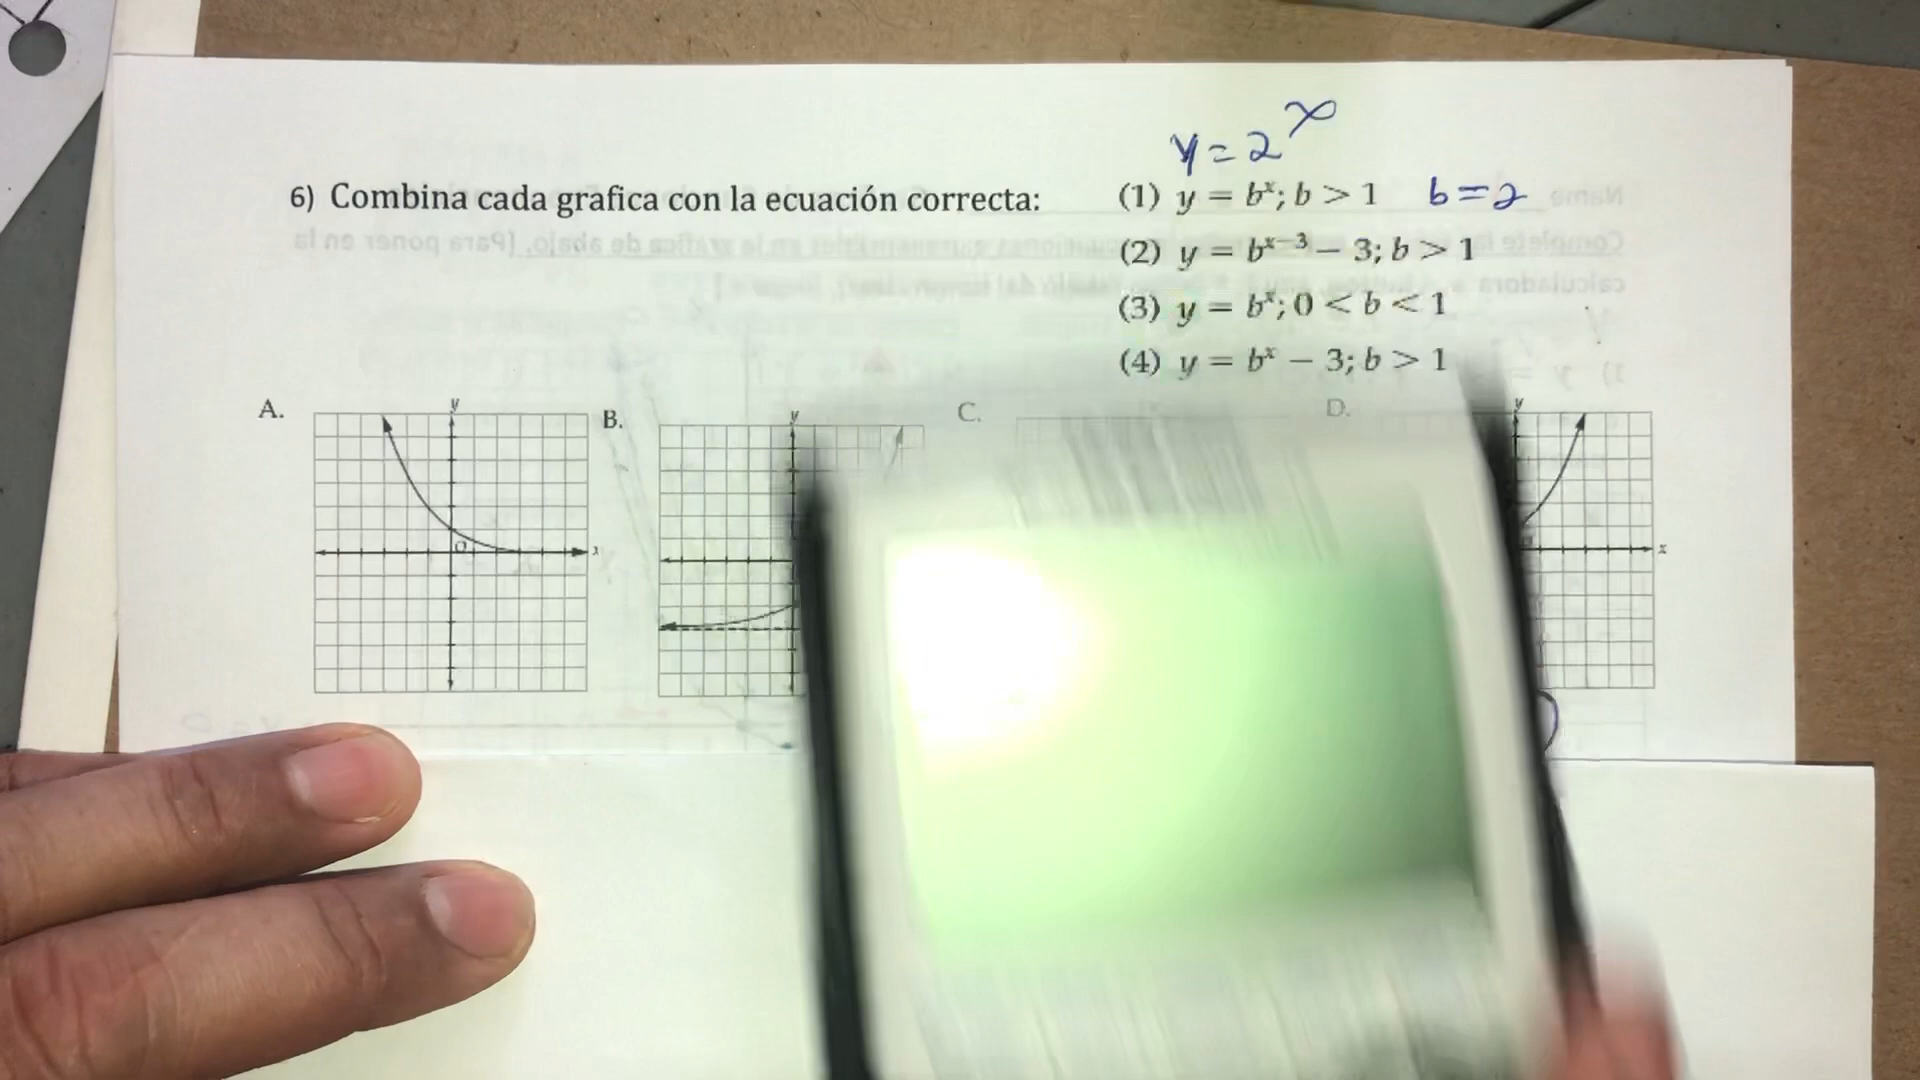 y = 2^x
6) Combina cada grafica con la ecuación correcta:
(1) y = b^x; b > 1 b = 2
(2) y = b^x-3 – 3; b > 1
(3) y = b^x; 0 < b < 1
(4) y = b^x – 3; b > 1
A. B. C. D.
y y y
O x x